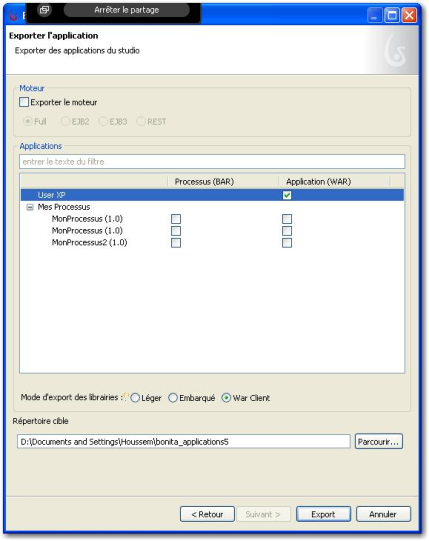 Arrêter le partage
E
Exporter l'application
Exporter des applications du studio
Moteur
Exporter le moteur
Full EJB2 EJB3 REST
Applications
entrer le texte du filtre
Processus (BAR) Application (WAR)
User XP
Mes Processus
MonProcessus (1.0)
MonProcessus (1.0)
MonProcessus2 (1.0)
Mode d'export des librairies : Léger Embarqué War Client
Répertoire cible
D:\Documents and Settings\Houssem\bonita_applications5 Parcourir...
< Retour Suivant > Export Annuler